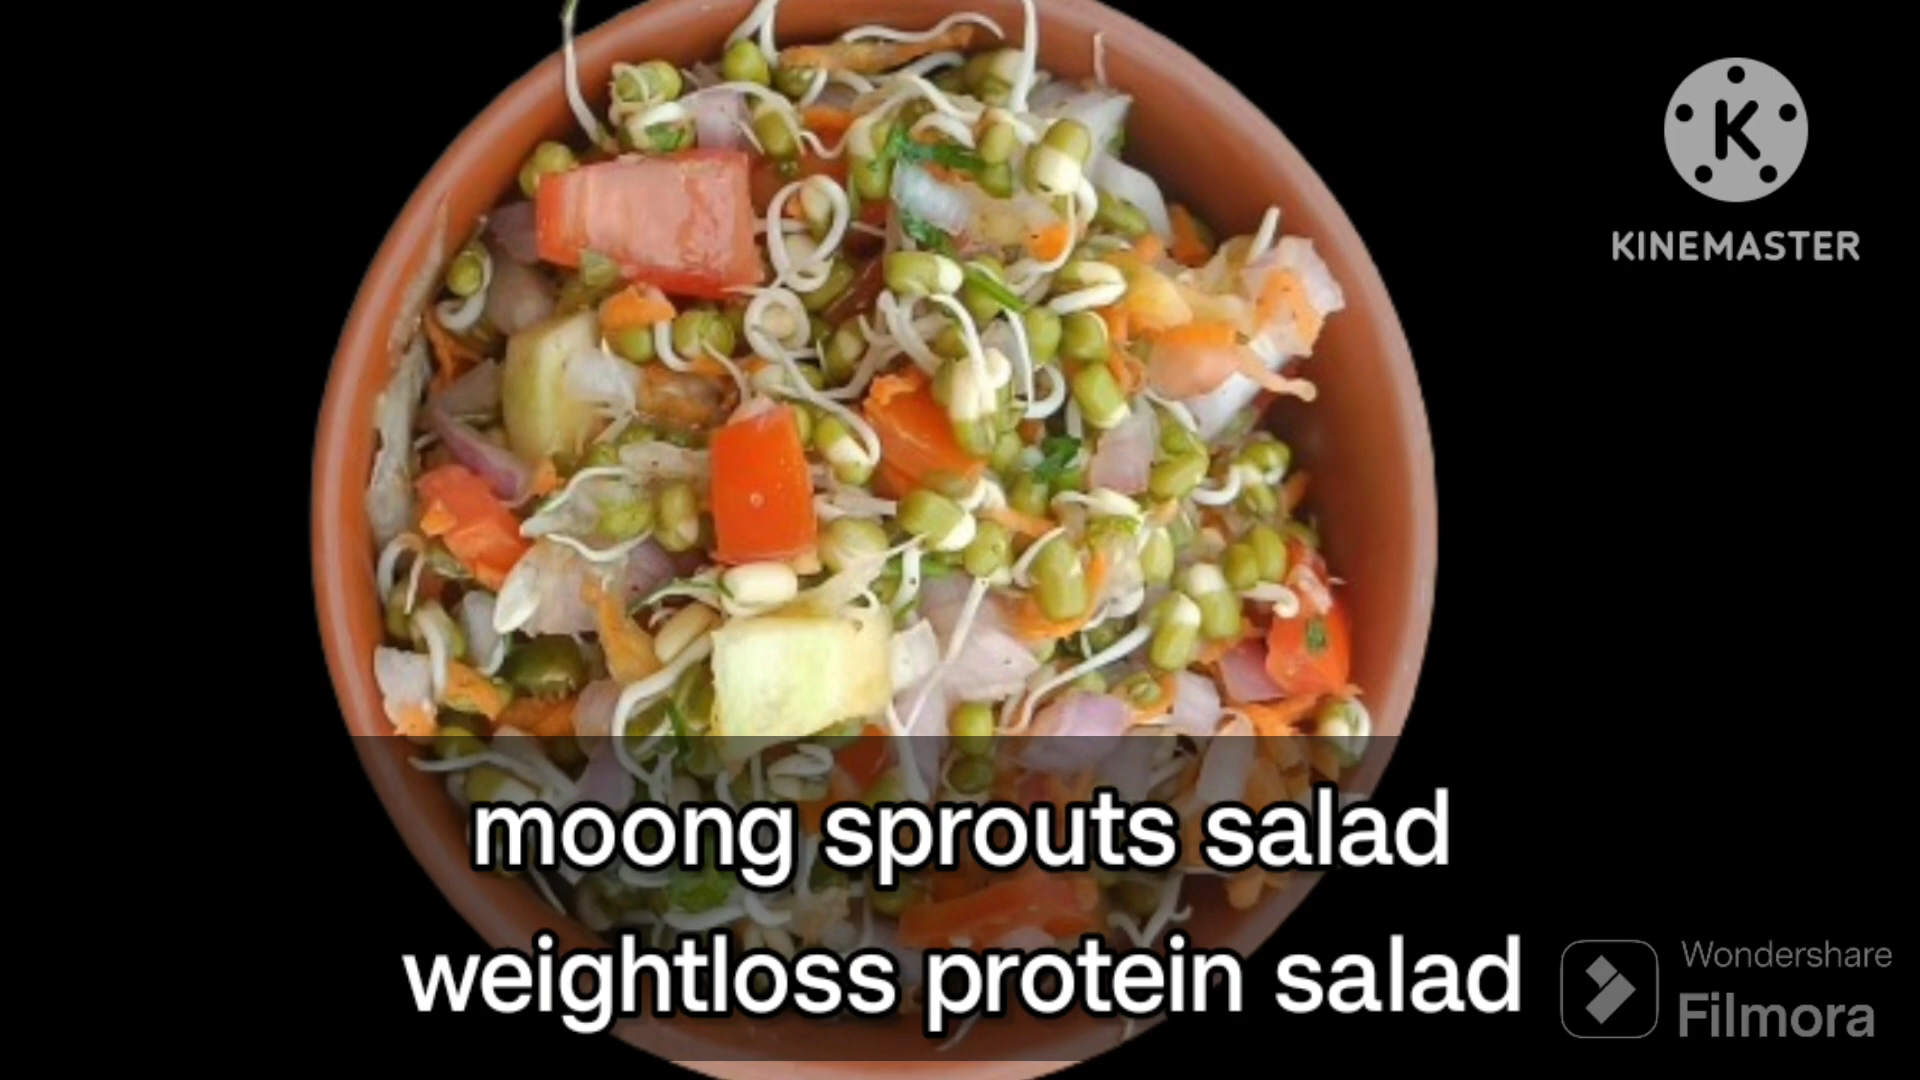 K
KINEMASTER
moong sprouts salad
weightloss protein salad
Wondershare
Filmora